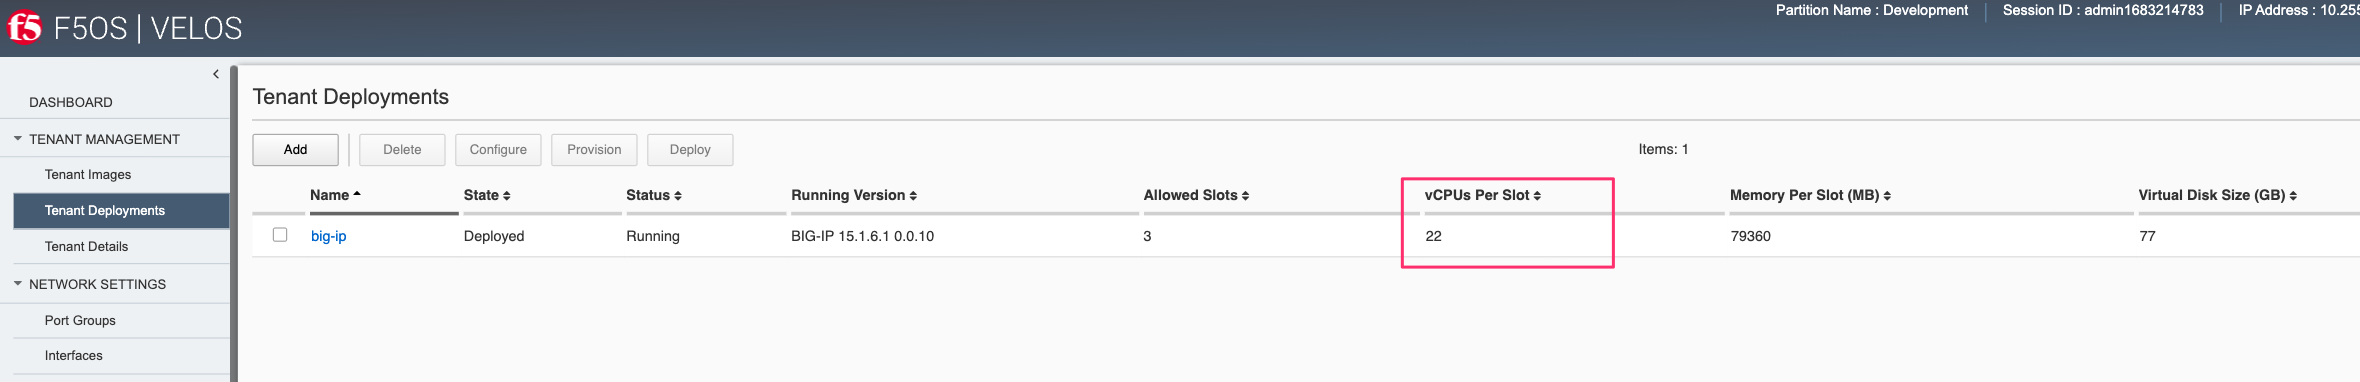 f5 F5OS | VELOS
Partition Name : Development | Session ID : admin1683214783 | IP Address : 10.255
DASHBOARD
TENANT MANAGEMENT
Tenant Images
Tenant Deployments
Tenant Details
NETWORK SETTINGS
Port Groups
Interfaces
Tenant Deployments
Add Delete Configure Provision Deploy Items: 1
Name State Status Running Version Allowed Slots vCPUs Per Slot Memory Per Slot (MB) Virtual Disk Size (GB)
big-ip Deployed Running BIG-IP 15.1.6.1 0.0.10 3 22 79360 77